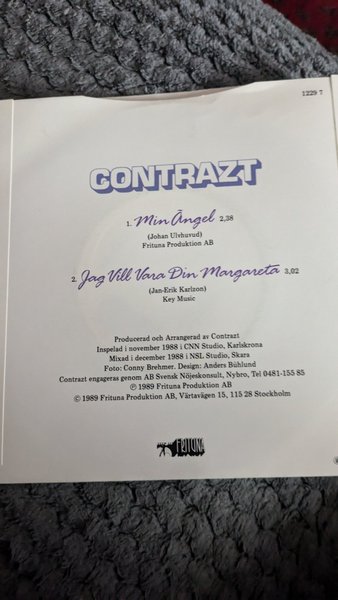 1229 7
CONTRAZT
1. Min Ängel 2,38
(Johan Ulvhuvud)
Frituna Produktion AB
2. Jag Vill Vara Din Margareta 3,02
(Jan-Erik Karlzon)
Key Music
Producerad och Arrangerad av Contrazt
Inspelad i november 1988 i CNN Studio, Karlskrona
Mixad i december 1988 i NSL Studio, Skara
Foto: Conny Brehmer. Design: Anders Bühlund
Contrazt engageras genom AB Svensk Nöjeskonsult, Nybro, Tel 0481-155 85
Ⓟ 1989 Frituna Produktion AB
© 1989 Frituna Produktion AB, Värtavägen 15, 115 28 Stockholm
FRITUNA